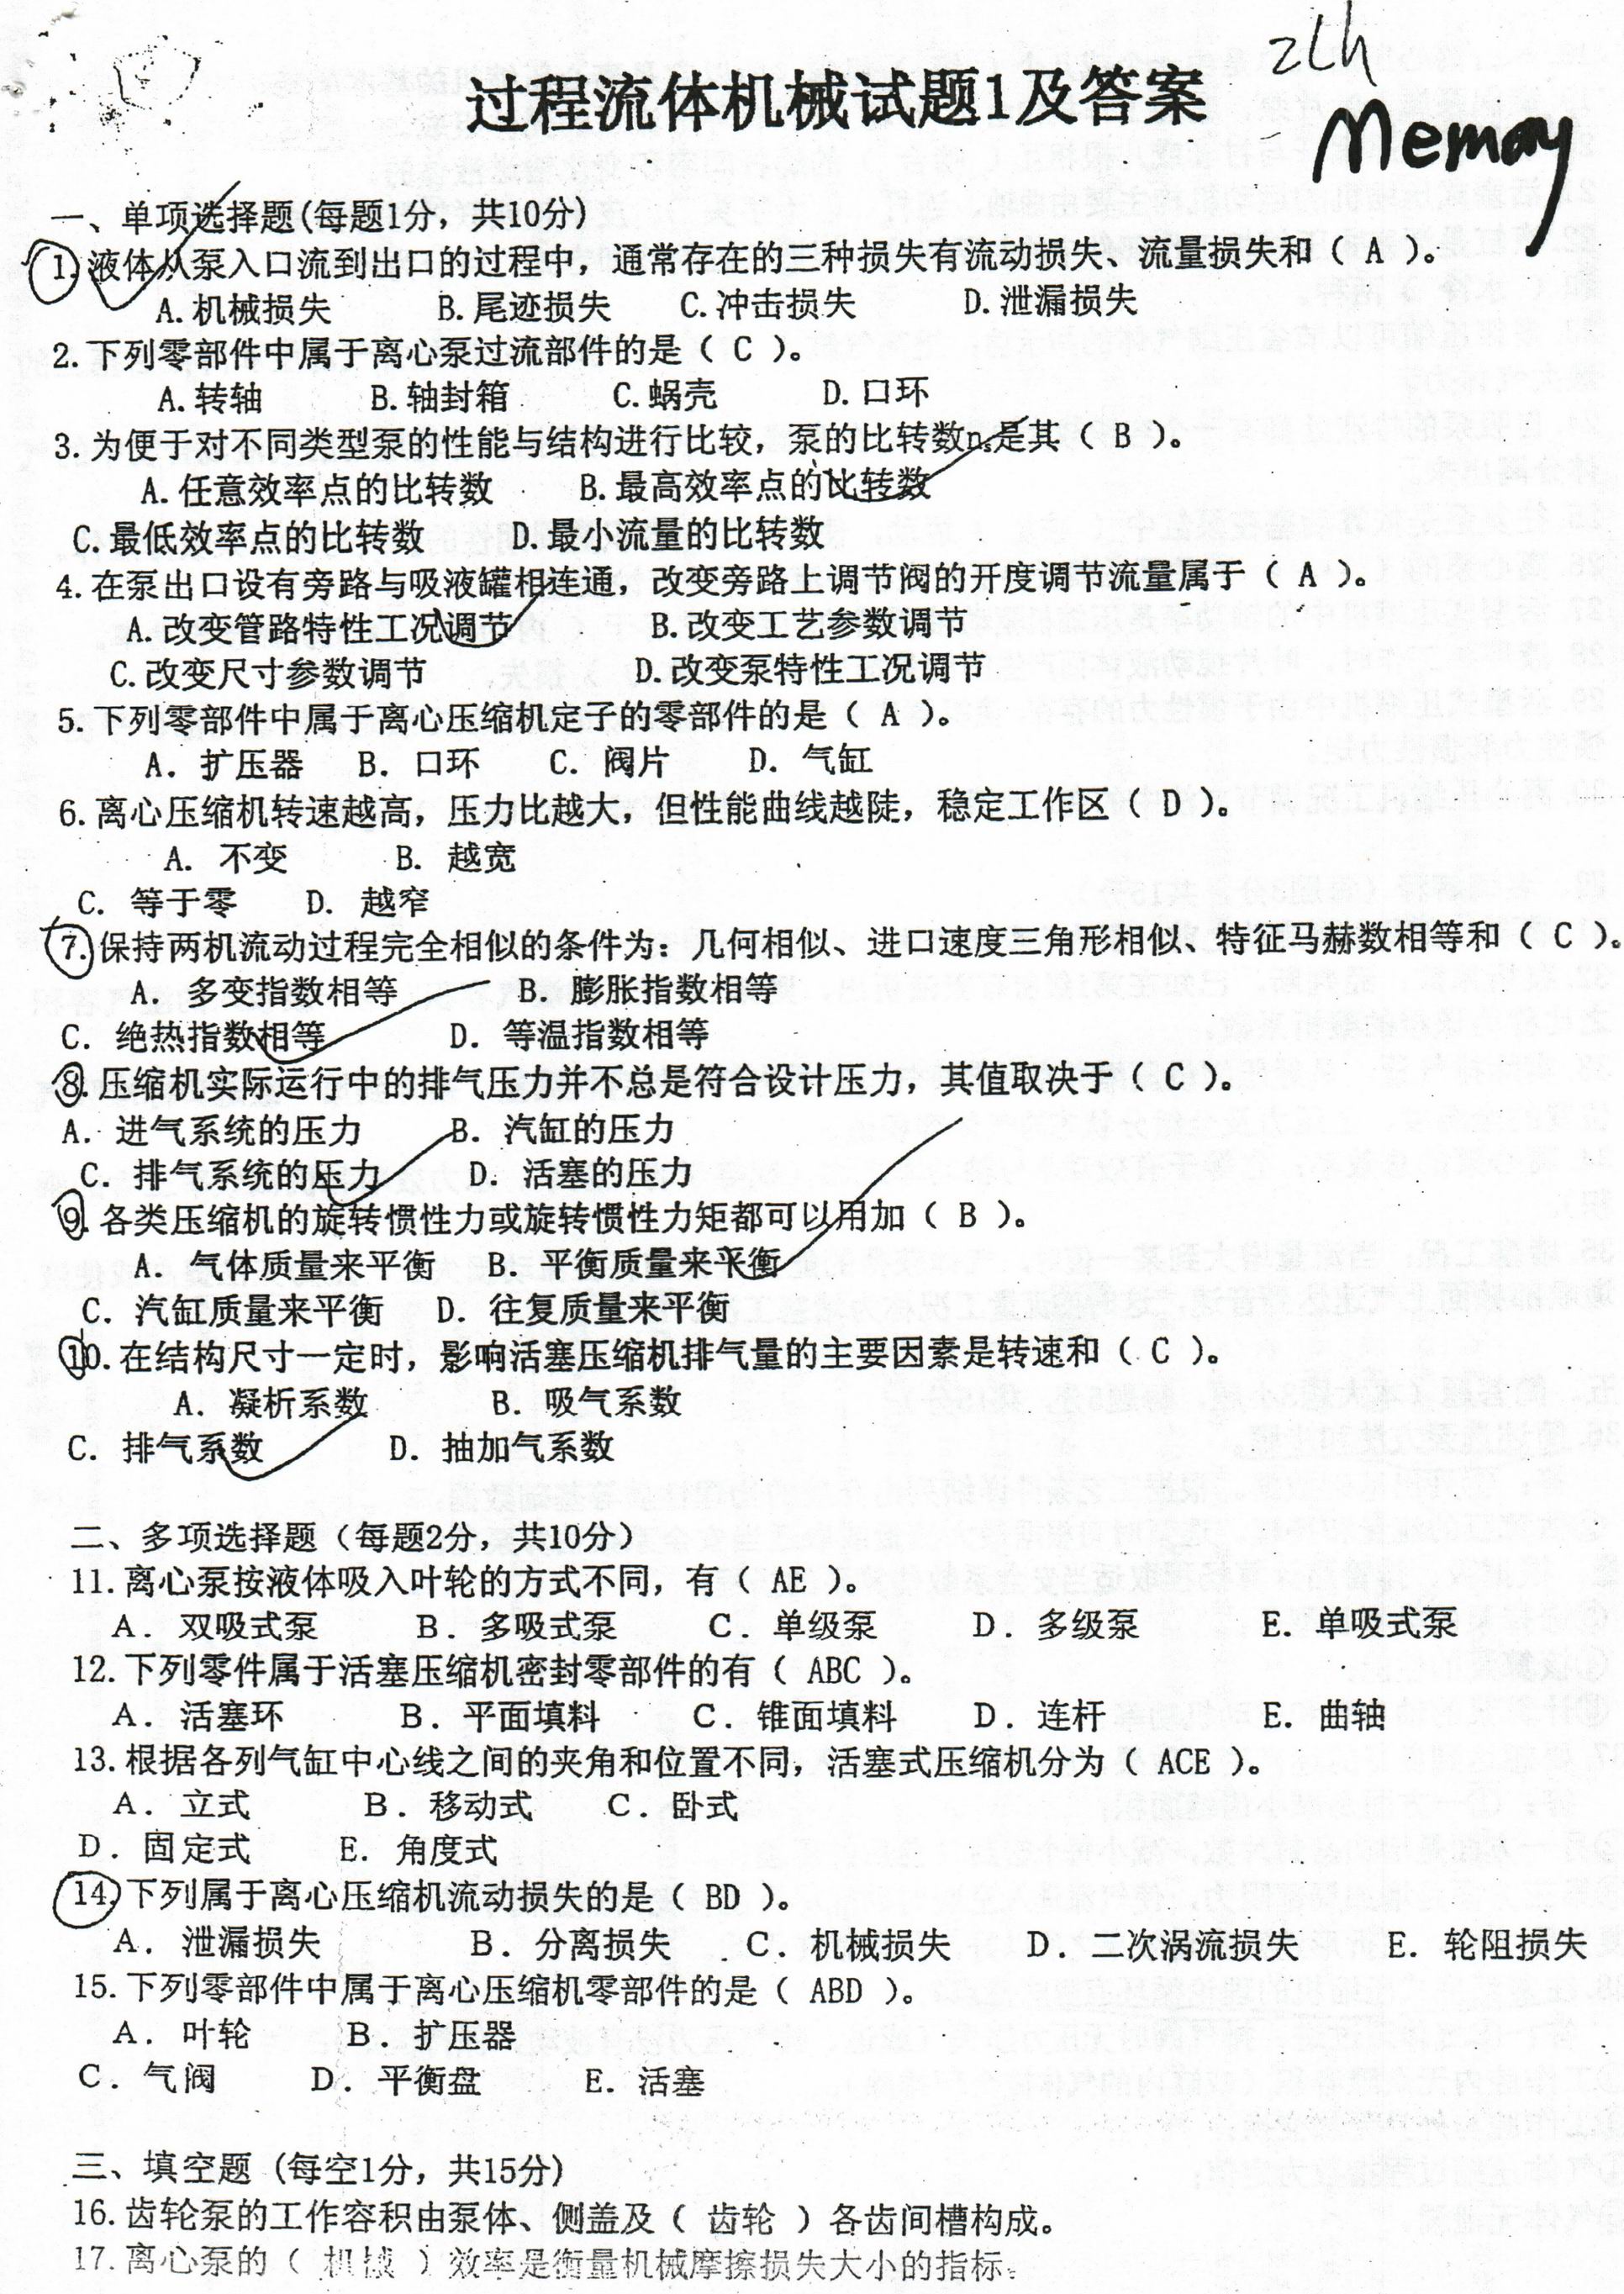 zLh
过程流体机械试题1及答案
Memory
一、单项选择题(每题1分，共10分)
1.液体从泵入口流到出口的过程中，通常存在的三种损失有流动损失、流量损失和（ A ）。
A.机械损失 B.尾迹损失 C.冲击损失 D.泄漏损失
2.下列零部件中属于离心泵过流部件的是（ C ）。
A.转轴 B.轴封箱 C.蜗壳 D.口环
3.为便于对不同类型泵的性能与结构进行比较，泵的比转数nₛ是其（ B ）。
A.任意效率点的比转数 B.最高效率点的比转数
C.最低效率点的比转数 D.最小流量的比转数
4.在泵出口设有旁路与吸液罐相连通，改变旁路上调节阀的开度调节流量属于（ A ）。
A.改变管路特性工况调节 B.改变工艺参数调节
C.改变尺寸参数调节 D.改变泵特性工况调节
5.下列零部件中属于离心压缩机定子的零部件的是（ A ）。
A. 扩压器 B. 口环 C. 阀片 D. 气缸
6.离心压缩机转速越高，压力比越大，但性能曲线越陡，稳定工作区（ D ）。
A. 不变 B. 越宽
C. 等于零 D. 越窄
7.保持两机流动过程完全相似的条件为：几何相似、进口速度三角形相似、特征马赫数相等和（ C ）。
A. 多变指数相等 B. 膨胀指数相等
C. 绝热指数相等 D. 等温指数相等
8.压缩机实际运行中的排气压力并不总是符合设计压力，其值取决于（ C ）。
A. 进气系统的压力 B. 汽缸的压力
C. 排气系统的压力 D. 活塞的压力
9.各类压缩机的旋转惯性力或旋转惯性力矩都可以用加（ B ）。
A. 气体质量来平衡 B. 平衡质量来平衡
C. 汽缸质量来平衡 D. 往复质量来平衡
10.在结构尺寸一定时，影响活塞压缩机排气量的主要因素是转速和（ C ）。
A. 凝析系数 B. 吸气系数
C. 排气系数 D. 抽加气系数
二、多项选择题（每题2分，共10分）
11.离心泵按液体吸入叶轮的方式不同，有（ AE ）。
A. 双吸式泵 B. 多吸式泵 C. 单级泵 D. 多级泵 E. 单吸式泵
12.下列零件属于活塞压缩机密封零部件的有（ ABC ）。
A. 活塞环 B. 平面填料 C. 锥面填料 D. 连杆 E. 曲轴
13.根据各列气缸中心线之间的夹角和位置不同，活塞式压缩机分为（ ACE ）。
A. 立式 B. 移动式 C. 卧式
D. 固定式 E. 角度式
14.下列属于离心压缩机流动损失的是（ BD ）。
A. 泄漏损失 B. 分离损失 C. 机械损失 D. 二次涡流损失 E. 轮阻损失
15.下列零部件中属于离心压缩机零部件的是（ ABD ）。
A. 叶轮 B. 扩压器
C. 气阀 D. 平衡盘 E. 活塞
三、填空题 (每空1分，共15分)
16.齿轮泵的工作容积由泵体、侧盖及（ 齿轮 ）各齿间槽构成。
17.离心泵的（ 机械 ）效率是衡量机械摩擦损失大小的指标。